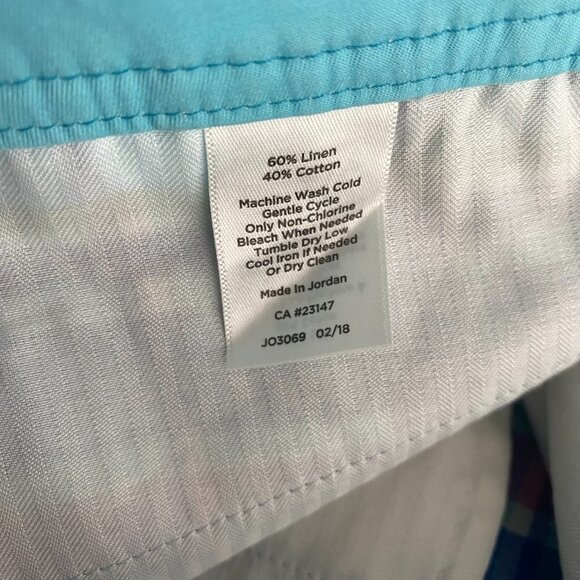 60% Linen
40% Cotton
Machine Wash Cold
Gentle Cycle
Only Non-Chlorine
Bleach When Needed
Tumble Dry Low
Cool Iron If Needed
Or Dry Clean
Made In Jordan
CA #23147
JO3069 02/18